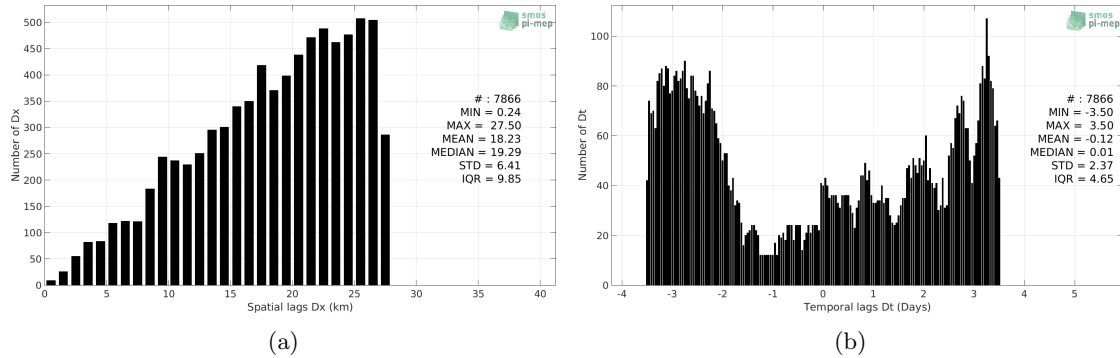 500
450
400
350
300
250
200
150
100
50
0
Number of Dx
smos
pi-mep
# : 7866
MIN = 0.24
MAX = 27.50
MEAN = 18.23
MEDIAN = 19.29
STD = 6.41
IQR = 9.85
0 5 10 15 20 25 30 35 40
Spatial lags Dx (km)
(a)
100
80
60
40
20
0
Number of Dt
smos
pi-mep
# : 7866
MIN = -3.50
MAX = 3.50
MEAN = -0.12
MEDIAN = 0.01
STD = 2.37
IQR = 4.65
-4 -3 -2 -1 0 1 2 3 4 5
Temporal lags Dt (Days)
(b)